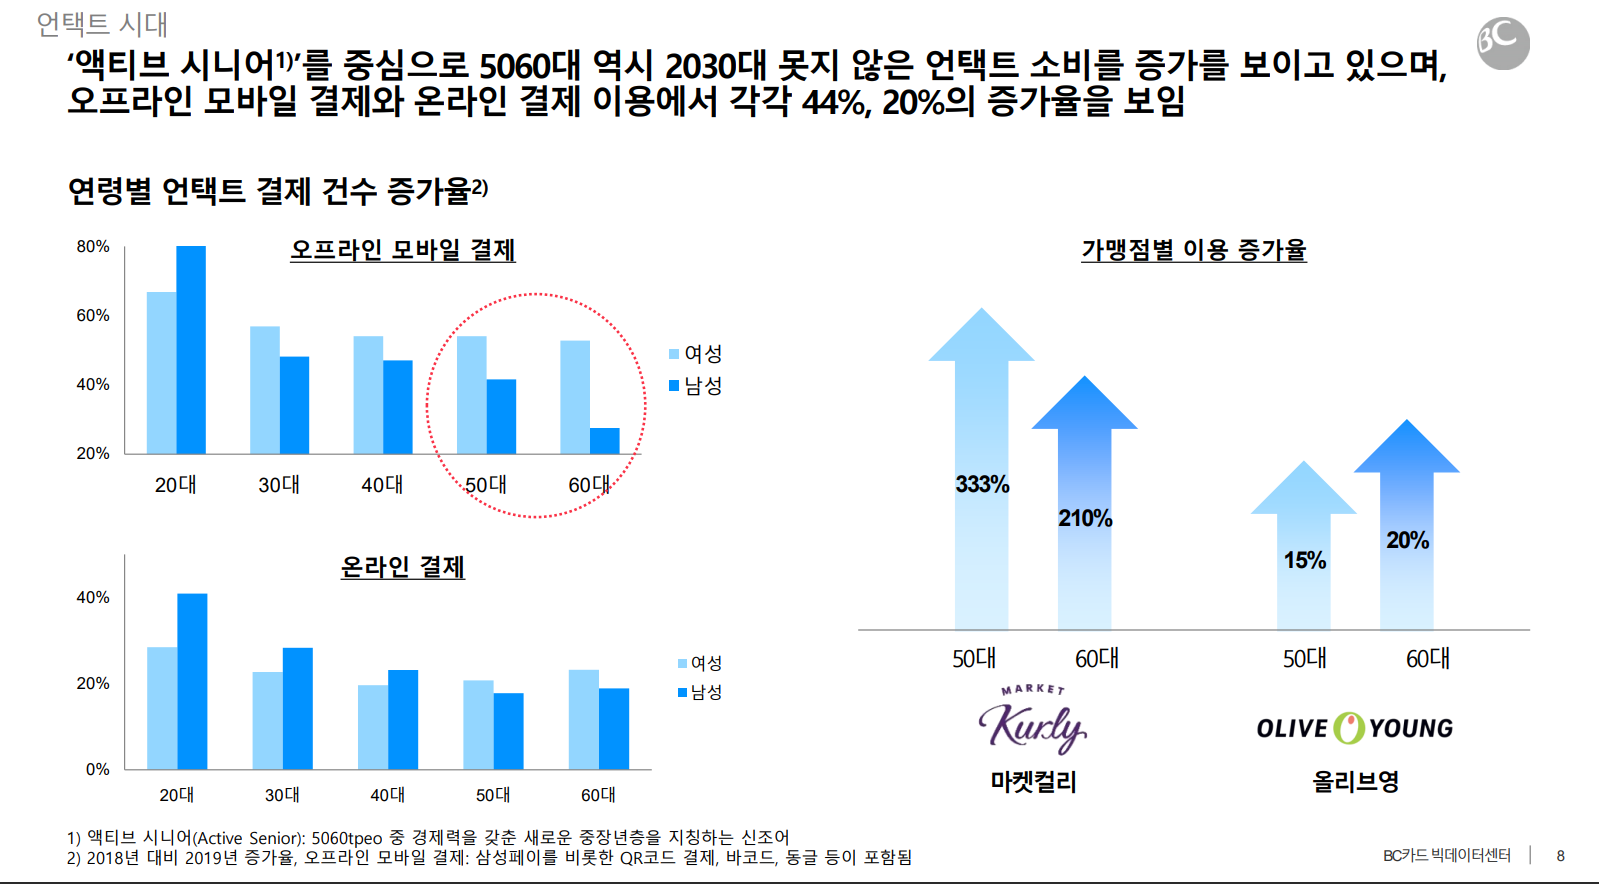 언택트 시대
BC
‘액티브 시니어1)’를 중심으로 5060대 역시 2030대 못지 않은 언택트 소비를 증가를 보이고 있으며,
오프라인 모바일 결제와 온라인 결제 이용에서 각각 44%, 20%의 증가율을 보임
연령별 언택트 결제 건수 증가율2)
오프라인 모바일 결제
80%
60%
40%
20%
20대 30대 40대 50대 60대
여성
남성
온라인 결제
40%
20%
0%
20대 30대 40대 50대 60대
여성
남성
가맹점별 이용 증가율
333%
210%
15%
20%
50대 60대 50대 60대
MARKET
Kurly
OLIVE YOUNG
마켓컬리 올리브영
1) 액티브 시니어(Active Senior): 5060tpeo 중 경제력을 갖춘 새로운 중장년층을 지칭하는 신조어
2) 2018년 대비 2019년 증가율, 오프라인 모바일 결제: 삼성페이를 비롯한 QR코드 결제, 바코드, 동글 등이 포함됨
BC카드 빅데이터센터 | 8